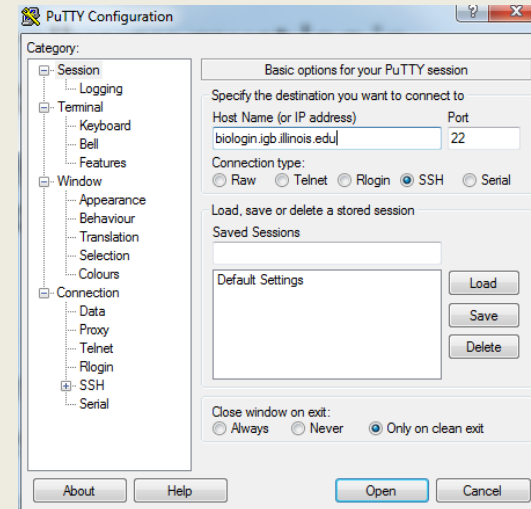 PuTTY Configuration
Category:
Session
Logging
Terminal
Keyboard
Bell
Features
Window
Appearance
Behaviour
Translation
Selection
Colours
Connection
Data
Proxy
Telnet
Rlogin
SSH
Serial
Basic options for your PuTTY session
Specify the destination you want to connect to
Host Name (or IP address) Port
biologin.igb.illinois.edu 22
Connection type:
Raw Telnet Rlogin SSH Serial
Load, save or delete a stored session
Saved Sessions
Default Settings
Load
Save
Delete
Close window on exit:
Always Never Only on clean exit
About Help Open Cancel